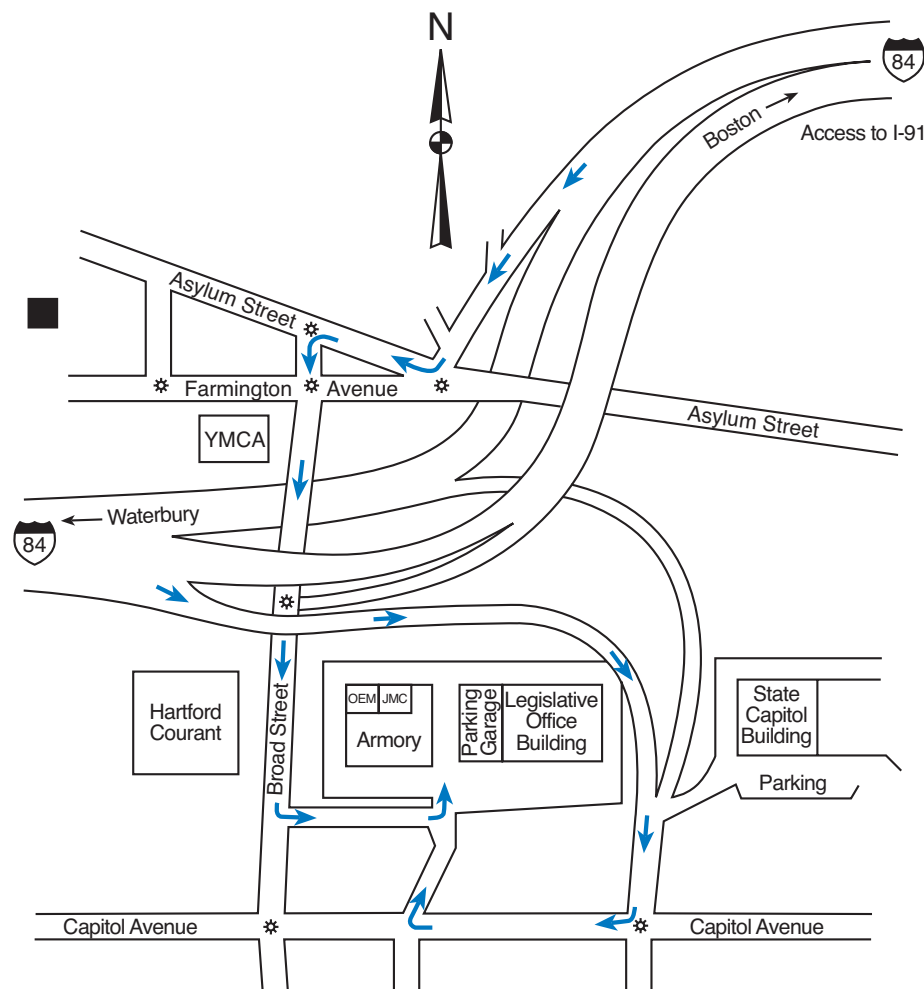 N
84
Boston
Access to I-91
Asylum Street
Farmington Avenue
Asylum Street
YMCA
Waterbury
84
Hartford
Courant
Broad Street
OEM
JMC
Armory
Parking
Garage
Legislative
Office
Building
State
Capitol
Building
Parking
Capitol Avenue
Capitol Avenue